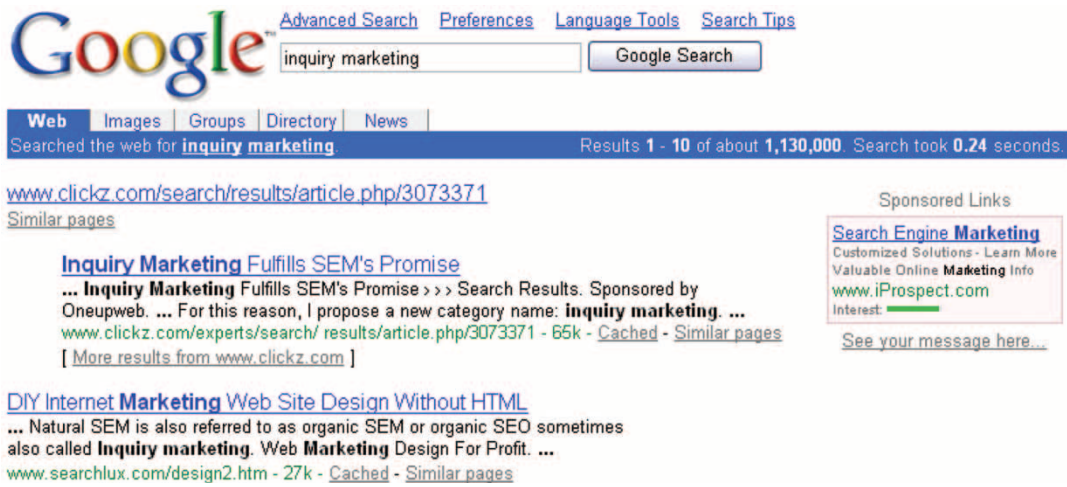 Google™
Advanced Search Preferences Language Tools Search Tips
inquiry marketing Google Search
Web Images Groups Directory News
Searched the web for inquiry marketing. Results 1 - 10 of about 1,130,000. Search took 0.24 seconds.
www.clickz.com/search/results/article.php/3073371
Similar pages
Inquiry Marketing Fulfills SEM's Promise
... Inquiry Marketing Fulfills SEM's Promise > > > Search Results. Sponsored by
Oneupweb. ... For this reason, I propose a new category name: inquiry marketing. ...
www.clickz.com/experts/search/ results/article.php/3073371 - 65k - Cached - Similar pages
[ More results from www.clickz.com ]
DIY Internet Marketing Web Site Design Without HTML
... Natural SEM is also referred to as organic SEM or organic SEO sometimes
also called Inquiry marketing. Web Marketing Design For Profit. ...
www.searchlux.com/design2.htm - 27k - Cached - Similar pages
Sponsored Links
Search Engine Marketing
Customized Solutions - Learn More
Valuable Online Marketing Info
www.iProspect.com
Interest:
See your message here...